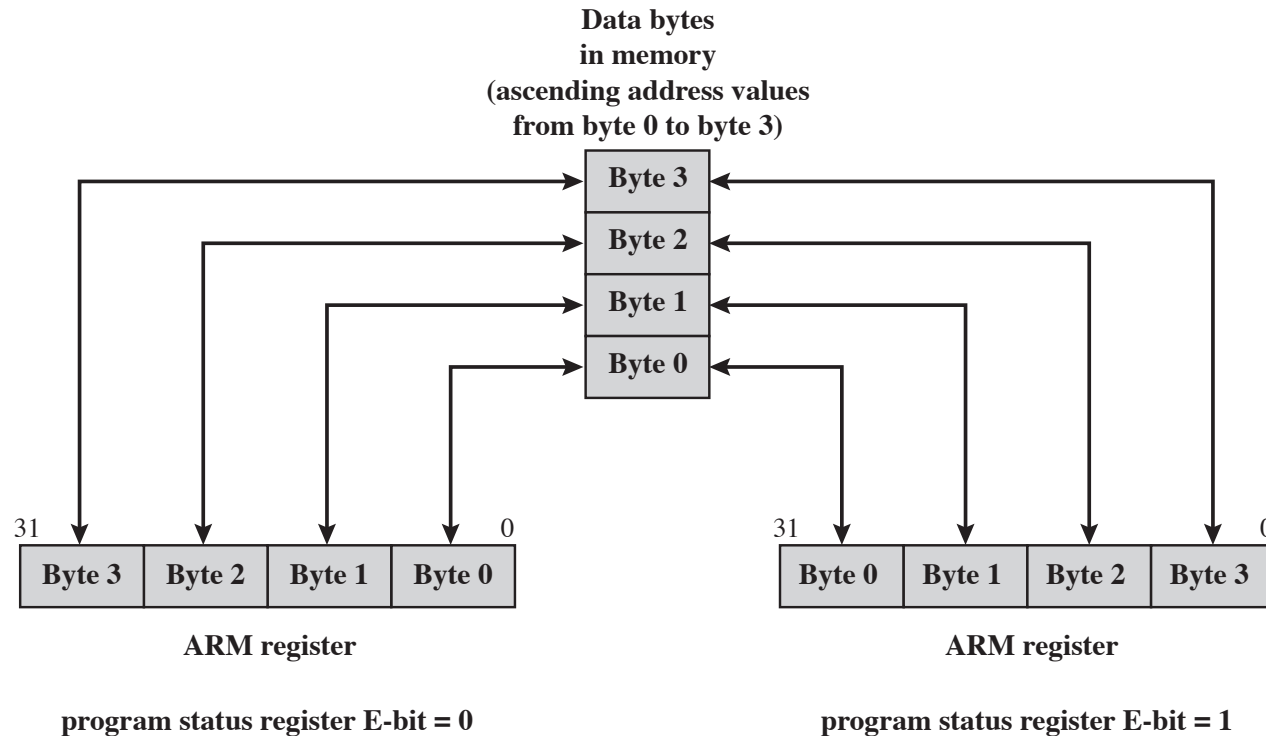 Data bytes
in memory
(ascending address values
from byte 0 to byte 3)
Byte 3
Byte 2
Byte 1
Byte 0
31 0
Byte 3 Byte 2 Byte 1 Byte 0
ARM register
program status register E-bit = 0
31 0
Byte 0 Byte 1 Byte 2 Byte 3
ARM register
program status register E-bit = 1